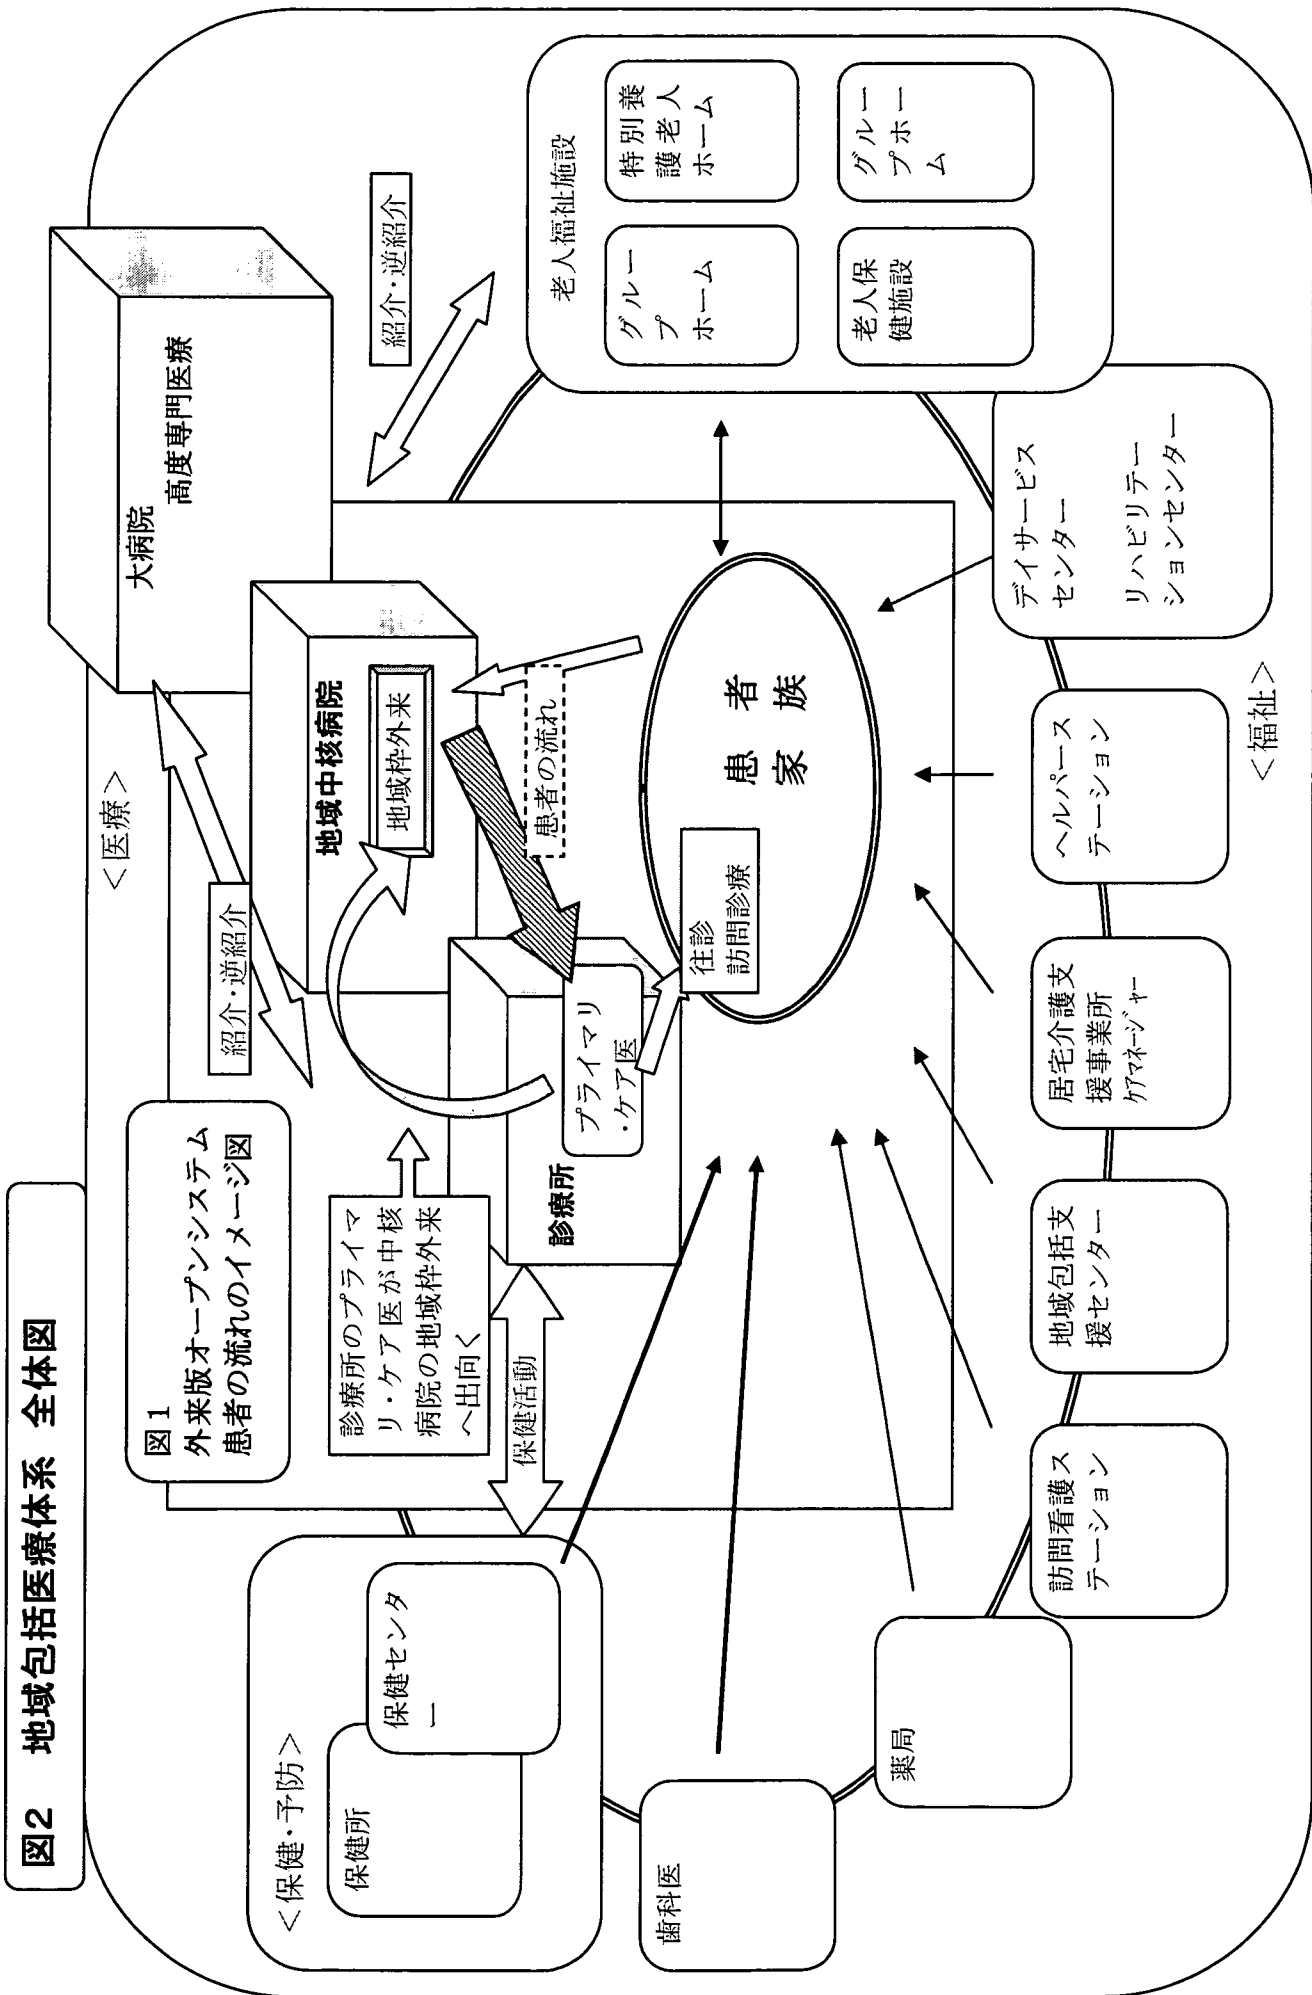 図2 地域包括医療体系 全体図
<医療>
図1
外来版オープンシステム
患者の流れのイメージ図
紹介・逆紹介
大病院
高度専門医療
紹介・逆紹介
地域中核病院
地域枠外来
診療所のプライマ
リ・ケア医が中核
病院の地域枠外来
へ出向く
保健活動
診療所
プライマリ
・ケア医
患者の流れ
往診
訪問診療
患者
家族
<保健・予防>
保健所
保健センタ
ー
歯科医
薬局
訪問看護ス
テーション
地域包括支
援センター
居宅介護支
援事業所
ケアマネージャー
ヘルパース
テーション
デイサービス
センター
リハビリテー
ションセンター
<福祉>
老人福祉施設
グルー
プ
ホーム
特別養
護老人
ホーム
老人保
健施設
グルー
プホー
ム